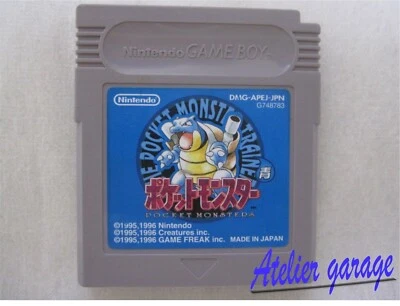 Nintendo GAME BOY
Nintendo
DMG-APEJ-JPN
G748783
THE POCKET MONSTER TRAINER
青
ポケットモンスター
POCKET MONSTERS
©1995,1996 Nintendo
©1995,1996 Creatures inc.
©1995,1996 GAME FREAK inc. MADE IN JAPAN
Atelier garage